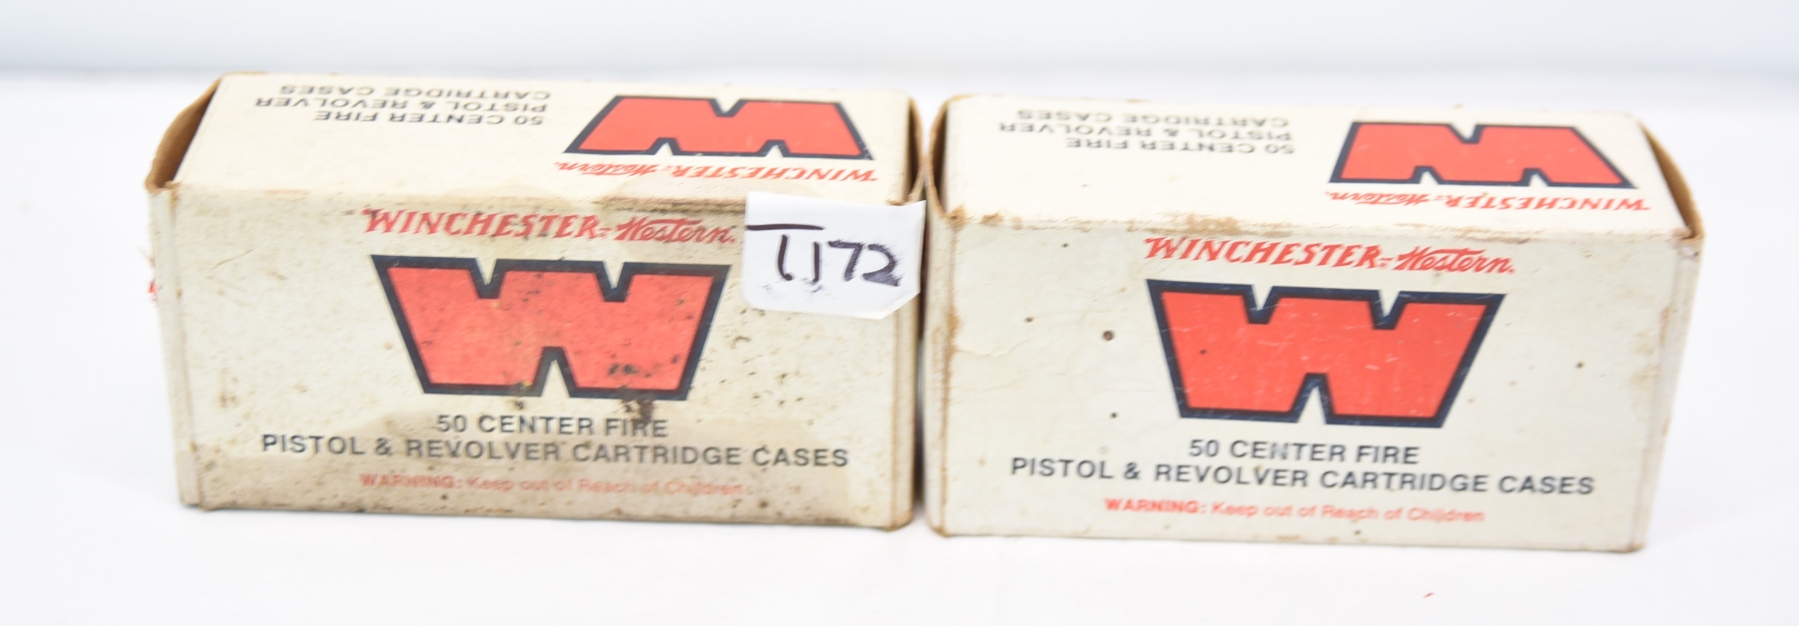 50 CENTER FIRE
PISTOL & REVOLVER
CARTRIDGE CASES
WINCHESTER-Western.
WINCHESTER-Western.
50 CENTER FIRE
PISTOL & REVOLVER CARTRIDGE CASES
WARNING: Keep out of Reach of Children
T.172
50 CENTER FIRE
PISTOL & REVOLVER
CARTRIDGE CASES
WINCHESTER-Western.
WINCHESTER-Western.
50 CENTER FIRE
PISTOL & REVOLVER CARTRIDGE CASES
WARNING: Keep out of Reach of Children